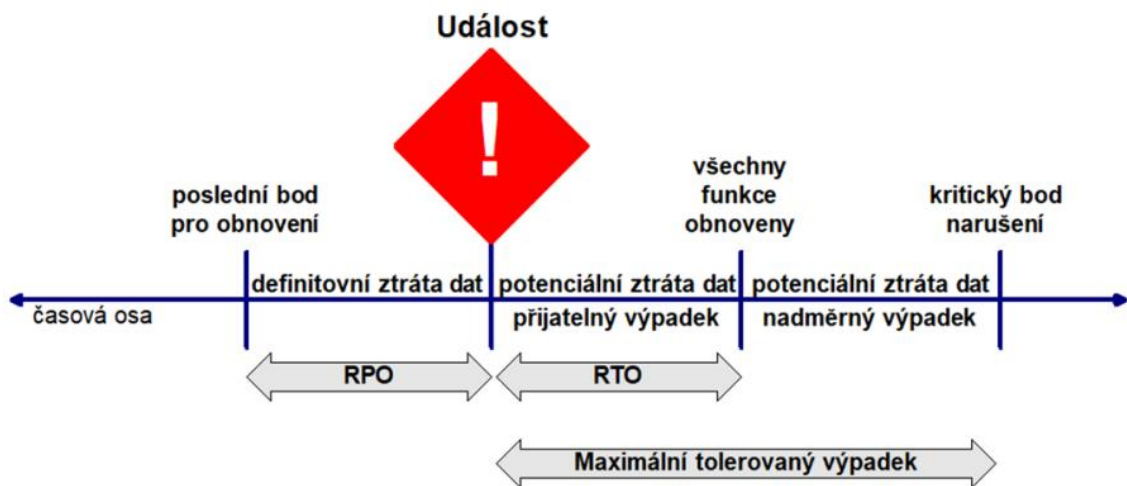 Událost
!
poslední bod
pro obnovení
všechny
funkce
obnoveny
kritický bod
narušení
definitovní ztráta dat
potenciální ztráta dat
potenciální ztráta dat
časová osa
přijatelný výpadek
nadměrný výpadek
RPO
RTO
Maximální tolerovaný výpadek